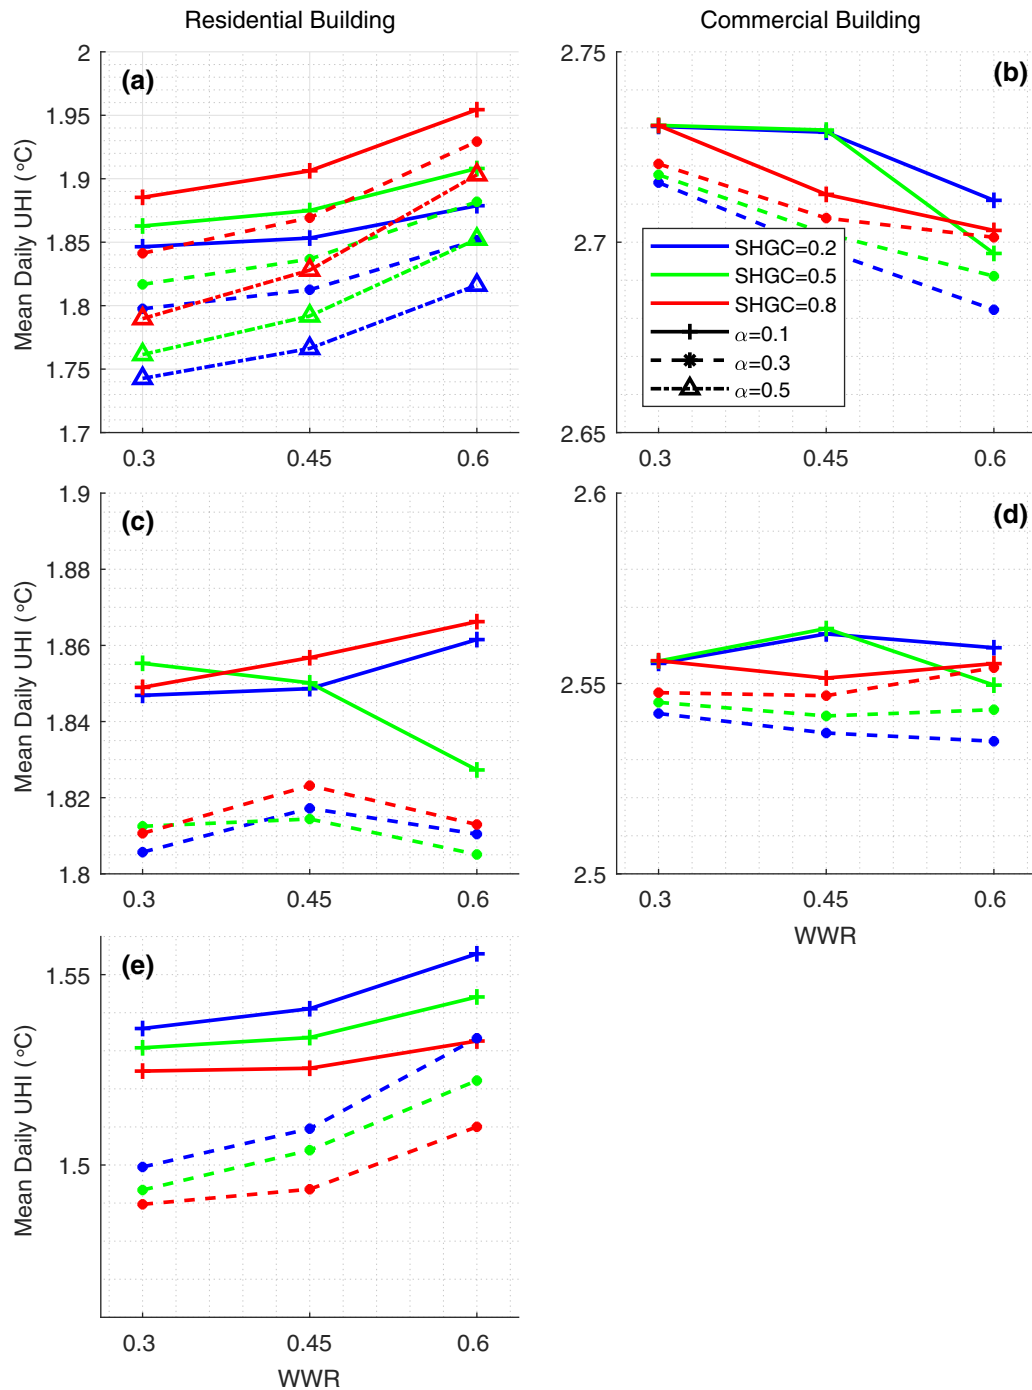 Residential Building
Commercial Building
(a)
2
1.95
1.9
1.85
1.8
1.75
1.7
Mean Daily UHI (°C)
0.3 0.45 0.6
(b)
2.75
2.7
2.65
SHGC=0.2
SHGC=0.5
SHGC=0.8
α=0.1
α=0.3
α=0.5
0.3 0.45 0.6
(c)
1.9
1.88
1.86
1.84
1.82
1.8
Mean Daily UHI (°C)
0.3 0.45 0.6
(d)
2.6
2.55
2.5
0.3 0.45 0.6
WWR
(e)
1.55
1.5
Mean Daily UHI (°C)
0.3 0.45 0.6
WWR